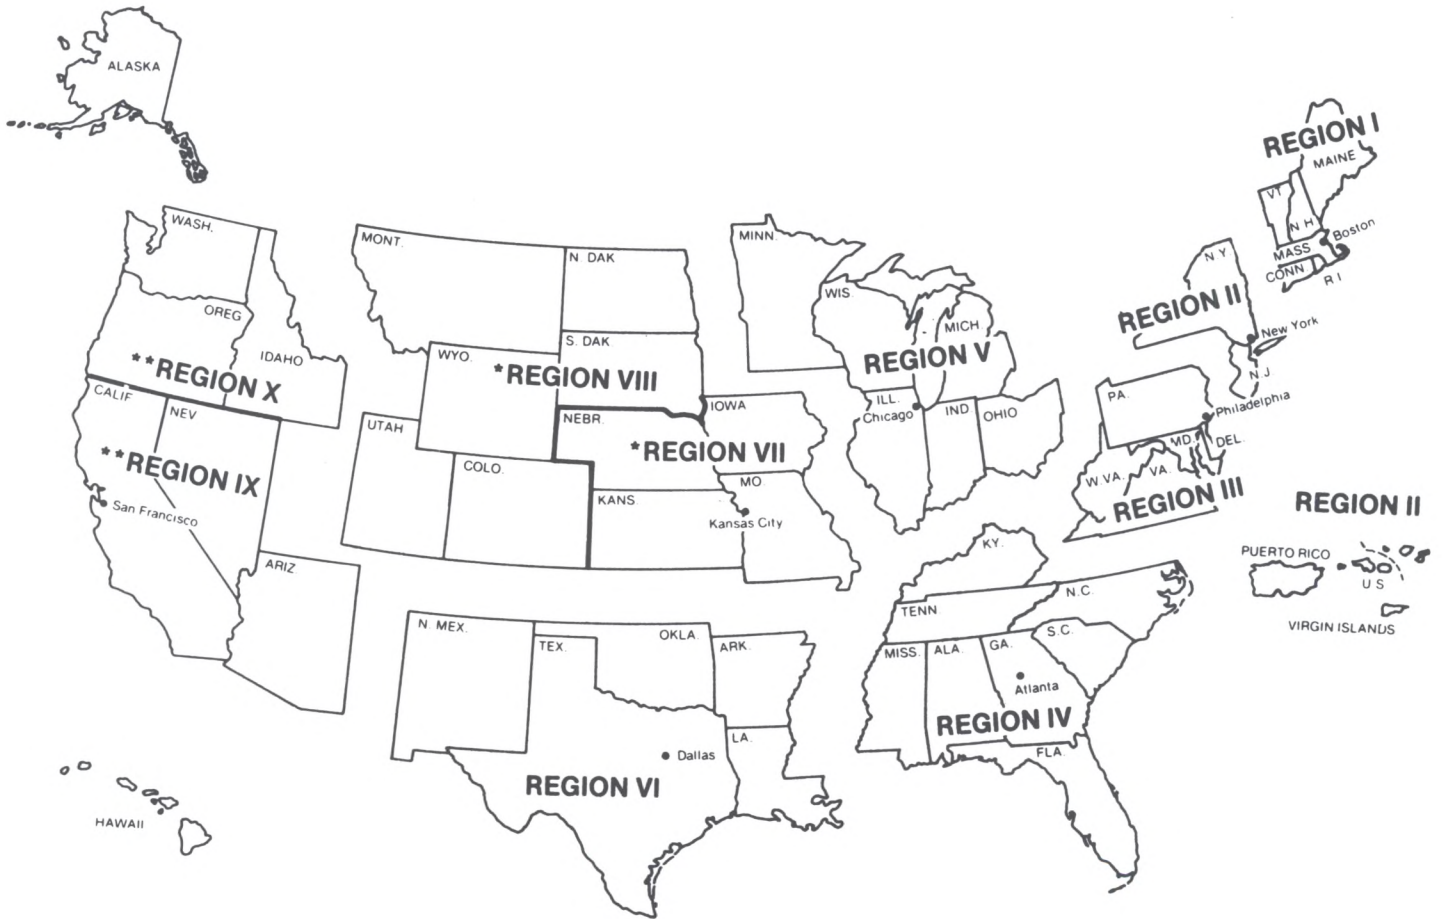 ALASKA
REGION I
MAINE
VT
N H
Boston
MASS
CONN
R I
WASH.
MONT.
N. DAK
MINN.
N.Y.
OREG
WIS.
MICH.
REGION II
New York
IDAHO
WYO.
S. DAK
**REGION X
*REGION VIII
REGION V
N.J.
CALIF
NEV
UTAH
NEBR.
IOWA
ILL.
Chicago
IND
OHIO
PA.
Philadelphia
**REGION IX
COLO.
*REGION VII
MD.
DEL.
W.VA.
VA.
REGION III
San Francisco
KANS
MO
Kansas City
REGION II
KY.
PUERTO RICO
U S
VIRGIN ISLANDS
ARIZ.
N. MEX.
TEX.
OKLA.
ARK.
TENN.
N.C.
S.C.
MISS.
ALA.
GA.
Atlanta
REGION IV
LA.
Dallas
FLA.
REGION VI
HAWAII